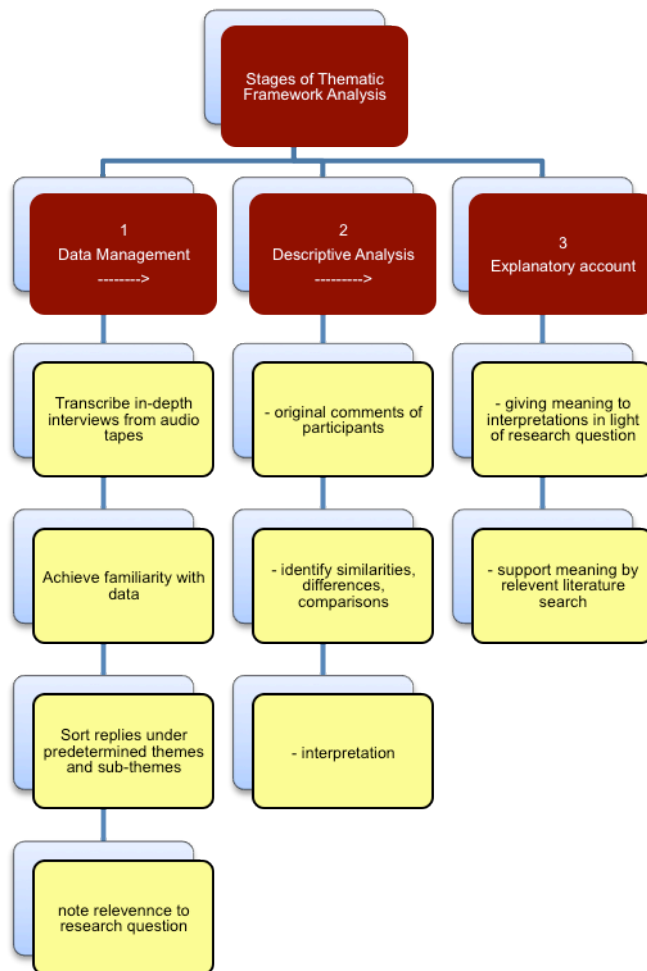 Stages of Thematic
Framework Analysis
1
Data Management
-------->
2
Descriptive Analysis
--------->
3
Explanatory account
Transcribe in-depth
interviews from audio
tapes
- original comments of
participants
- giving meaning to
interpretations in light
of research question
Achieve familiarity with
data
- identify similarities,
differences,
comparisons
- support meaning by
relevent literature
search
Sort replies under
predetermined themes
and sub-themes
- interpretation
note relevennce to
research question